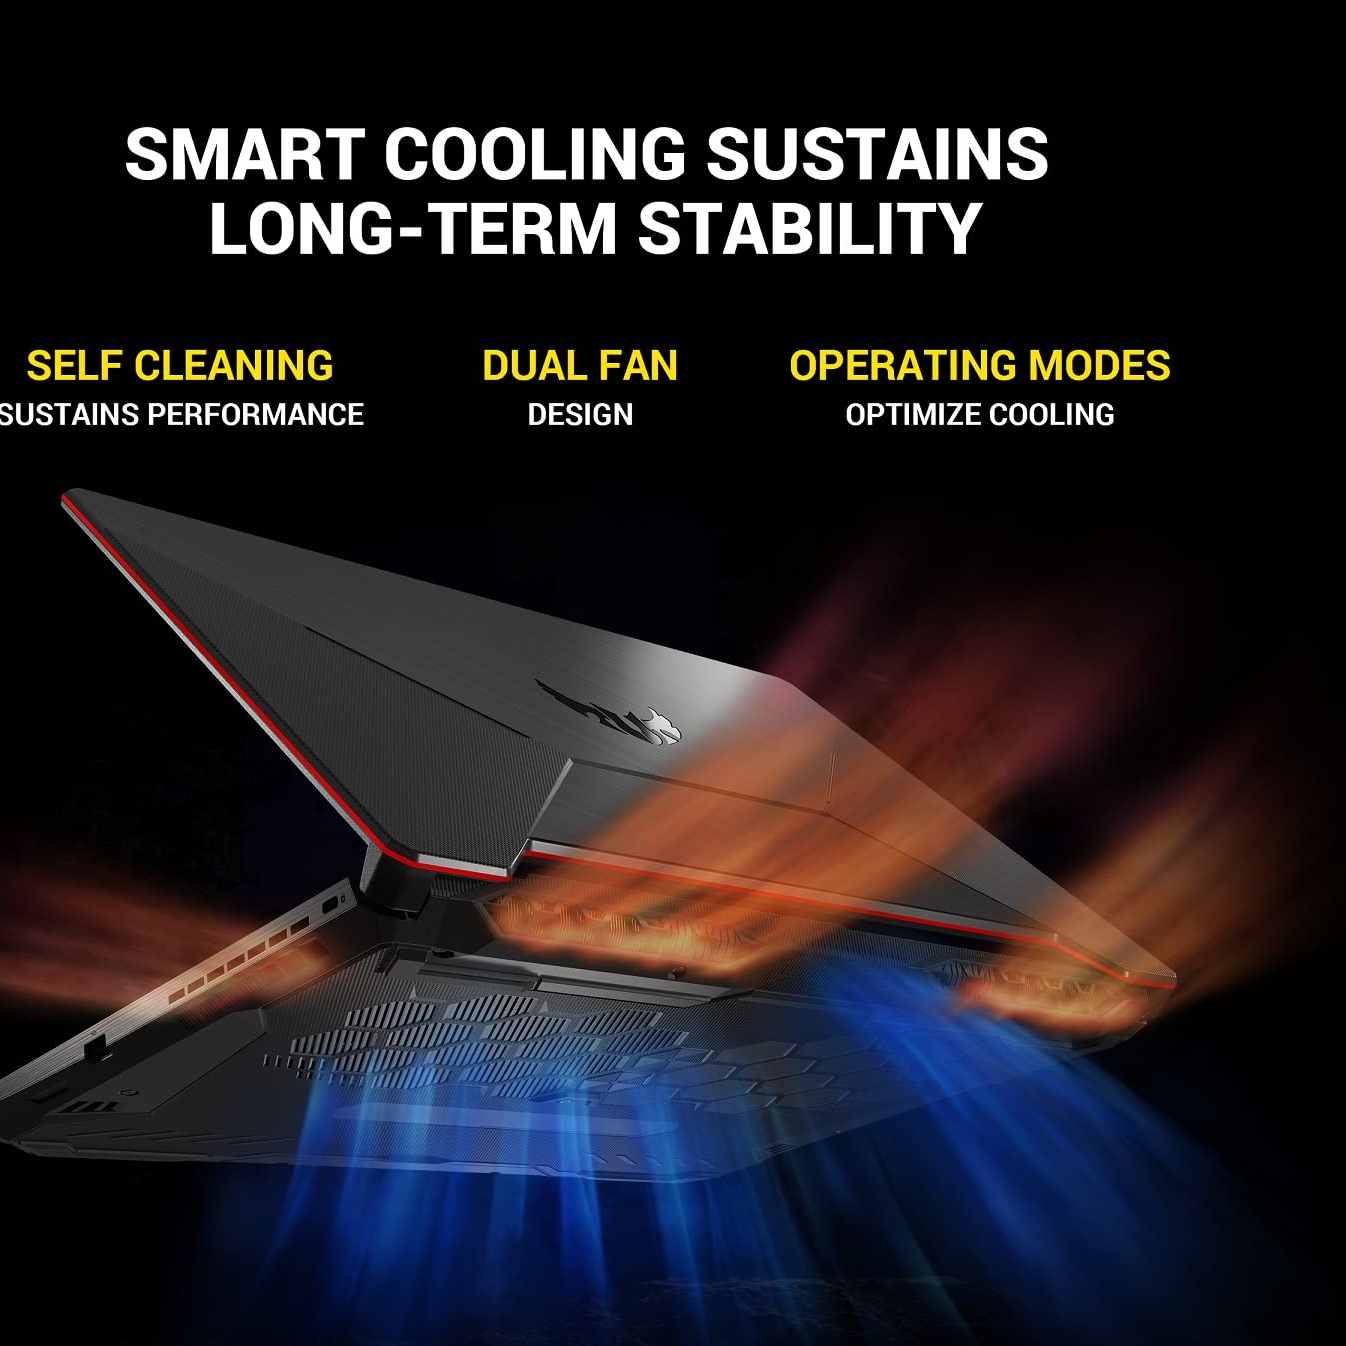 SMART COOLING SUSTAINS
LONG-TERM STABILITY
SELF CLEANING
SUSTAINS PERFORMANCE
DUAL FAN
DESIGN
OPERATING MODES
OPTIMIZE COOLING